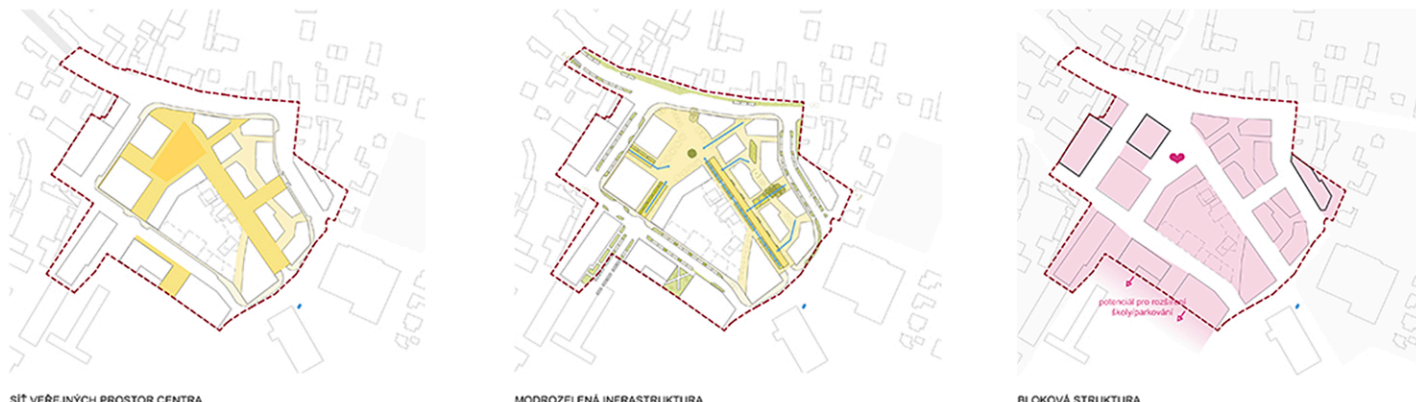 potenciál pro rozšíření
školy/parkování
SÍŤ VEŘEJNÝCH PROSTOR CENTRA
MODROZELENÁ INFRASTRUKTURA
BLOKOVÁ STRUKTURA